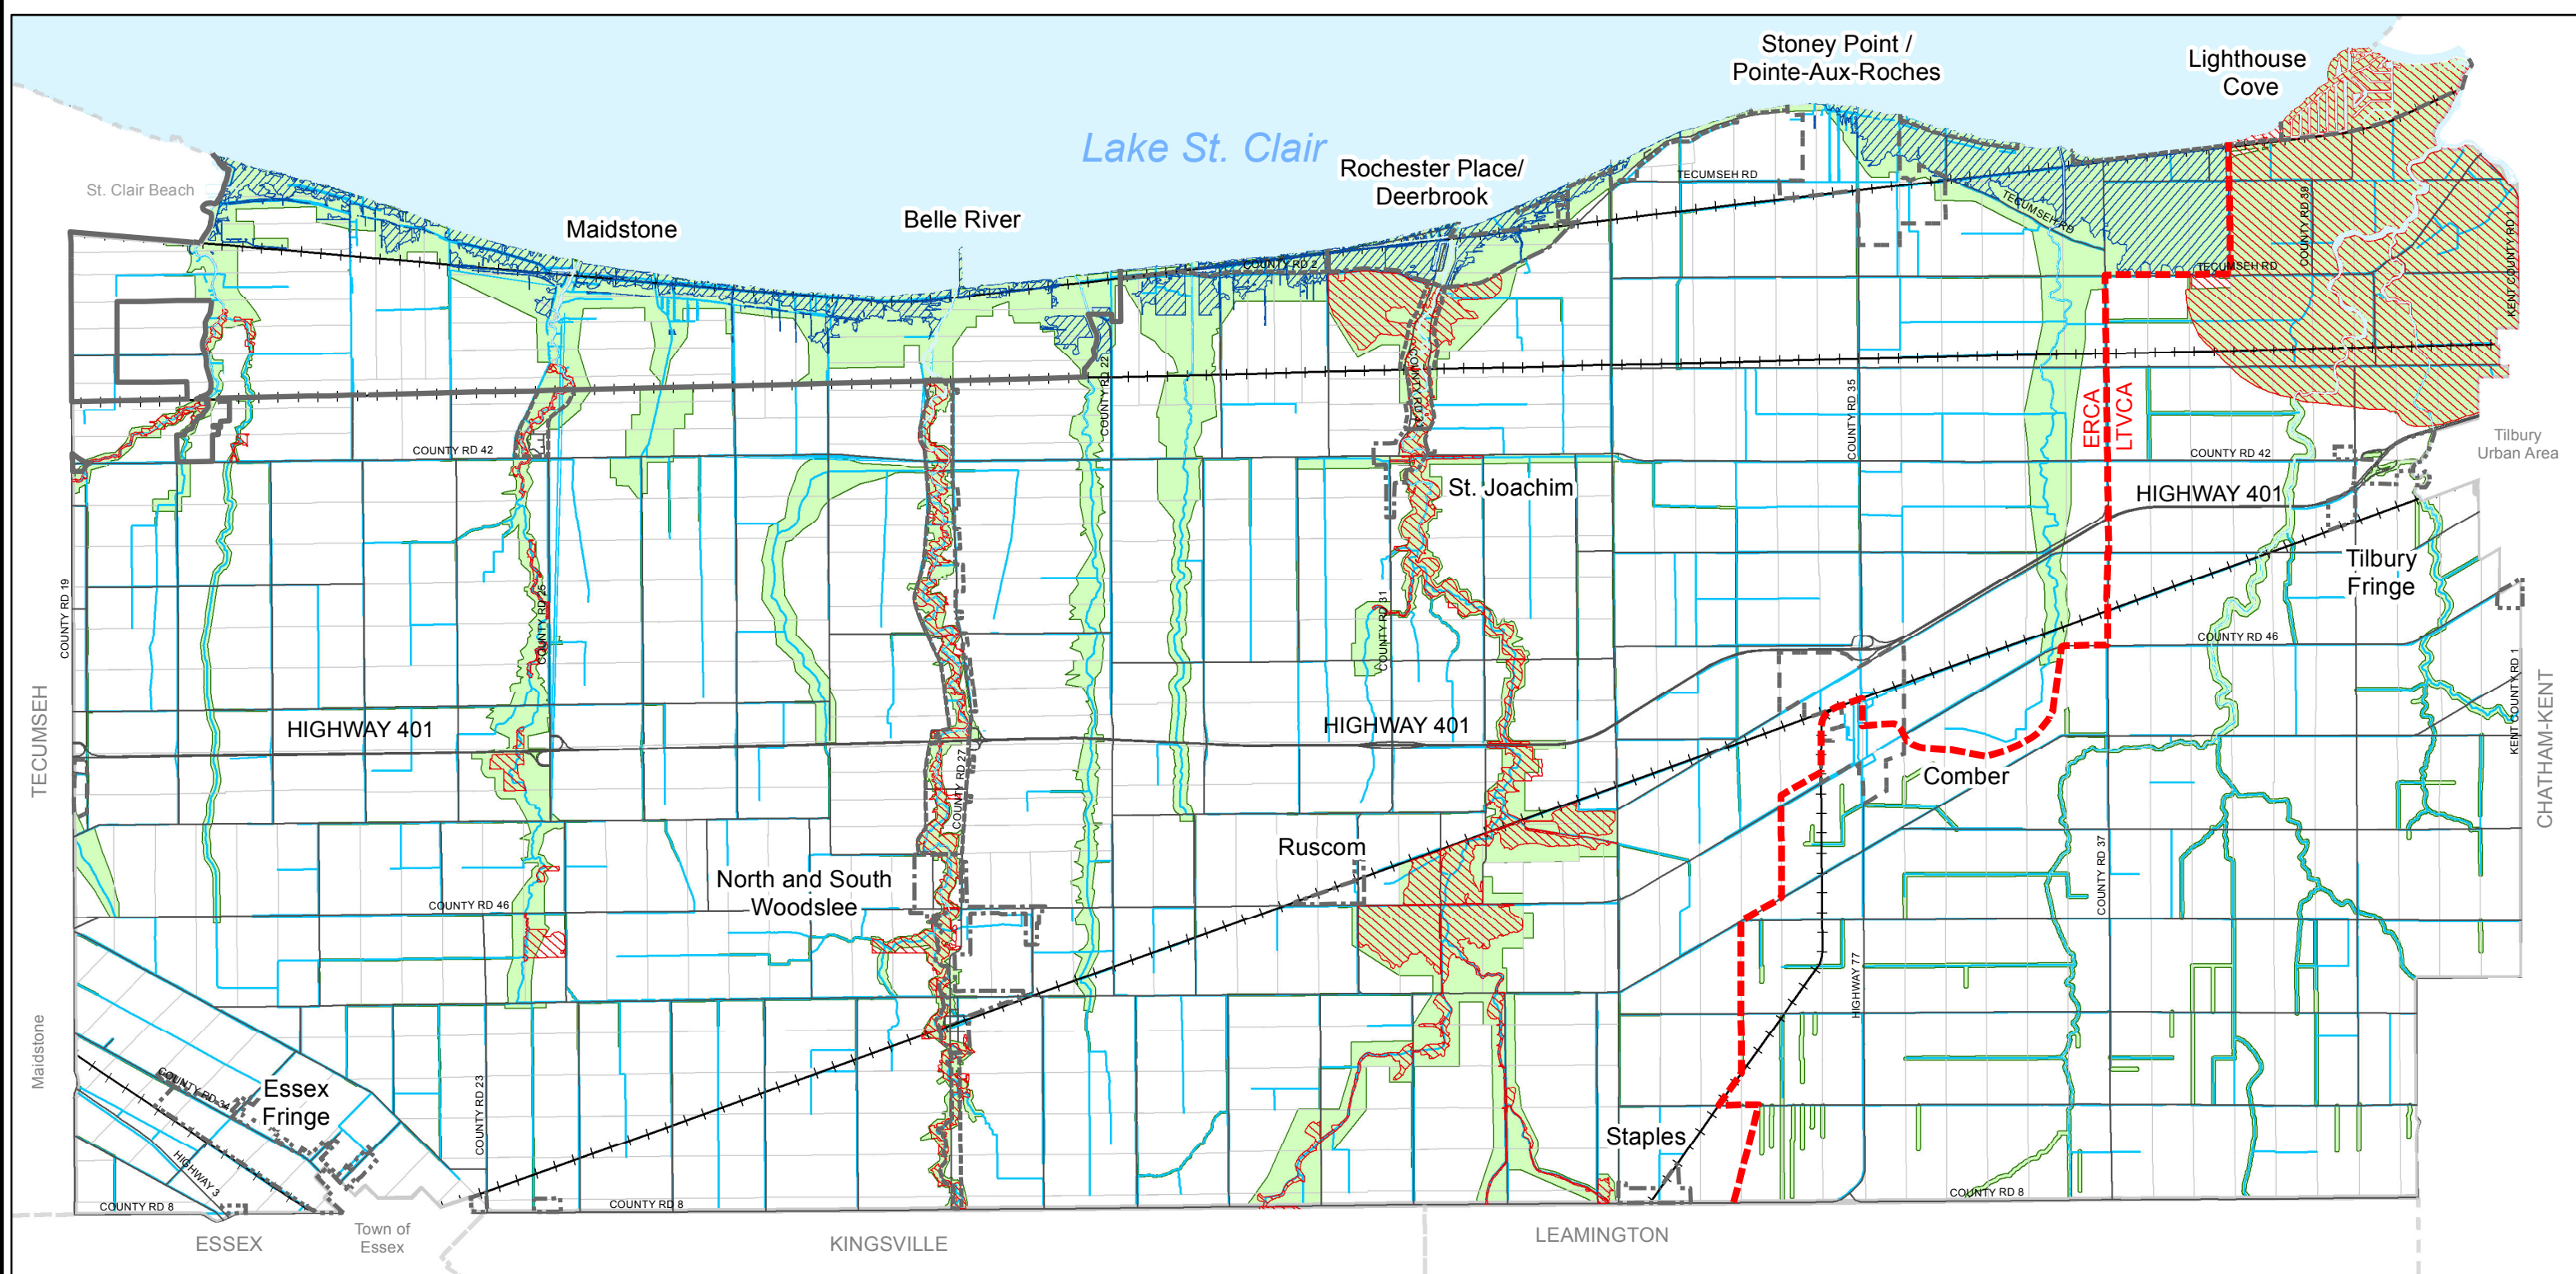 Stoney Point /
Pointe-Aux-Roches
Lighthouse
Cove
Lake St. Clair
Rochester Place/
Deerbrook
St. Clair Beach
Maidstone
Belle River
TECUMSEH RD
TECUMSEH RD
COUNTY RD 39
KENT COUNTY RD 1
COUNTY RD 2
TECUMSEH RD
COUNTY RD 22
COUNTY RD 35
ERCA
LTVCA
COUNTY RD 42
COUNTY RD 42
Tilbury
Urban Area
St. Joachim
HIGHWAY 401
Tilbury
Fringe
COUNTY RD 19
COUNTY RD 25
COUNTY RD 31
COUNTY RD 46
KENT COUNTY RD 1
TECUMSEH
CHATHAM-KENT
HIGHWAY 401
HIGHWAY 401
COUNTY RD 27
Comber
Ruscom
North and South
Woodslee
COUNTY RD 46
COUNTY RD 37
HIGHWAY 77
Maidstone
COUNTY RD 34
Essex
Fringe
COUNTY RD 23
HIGHWAY 3
Staples
COUNTY RD 8
COUNTY RD 8
COUNTY RD 8
ESSEX
Town of
Essex
KINGSVILLE
LEAMINGTON